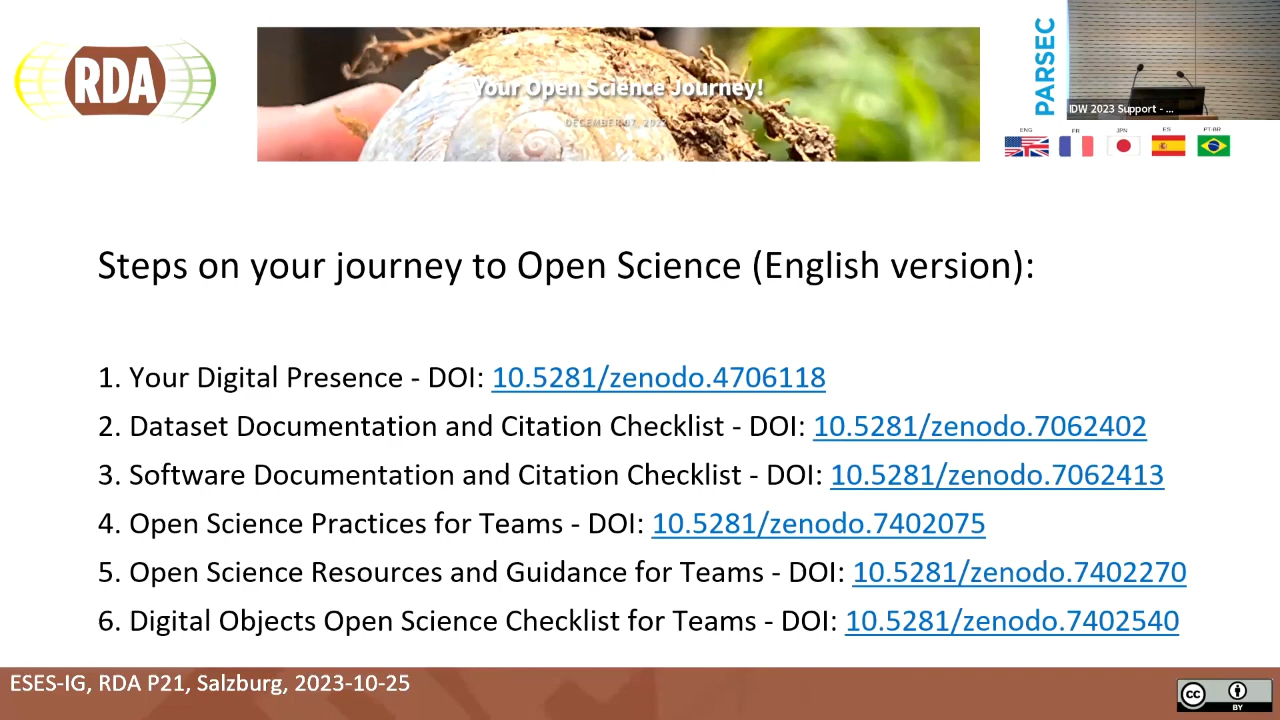 RDA
Your Open Science Journey!
DECEMBER 07, 2022
PARSEC
IDW 2023 Support - ...
ENG FR JPN ES PT-BR
Steps on your journey to Open Science (English version):
1. Your Digital Presence - DOI: 10.5281/zenodo.4706118
2. Dataset Documentation and Citation Checklist - DOI: 10.5281/zenodo.7062402
3. Software Documentation and Citation Checklist - DOI: 10.5281/zenodo.7062413
4. Open Science Practices for Teams - DOI: 10.5281/zenodo.7402075
5. Open Science Resources and Guidance for Teams - DOI: 10.5281/zenodo.7402270
6. Digital Objects Open Science Checklist for Teams - DOI: 10.5281/zenodo.7402540
ESES-IG, RDA P21, Salzburg, 2023-10-25
cc
BY